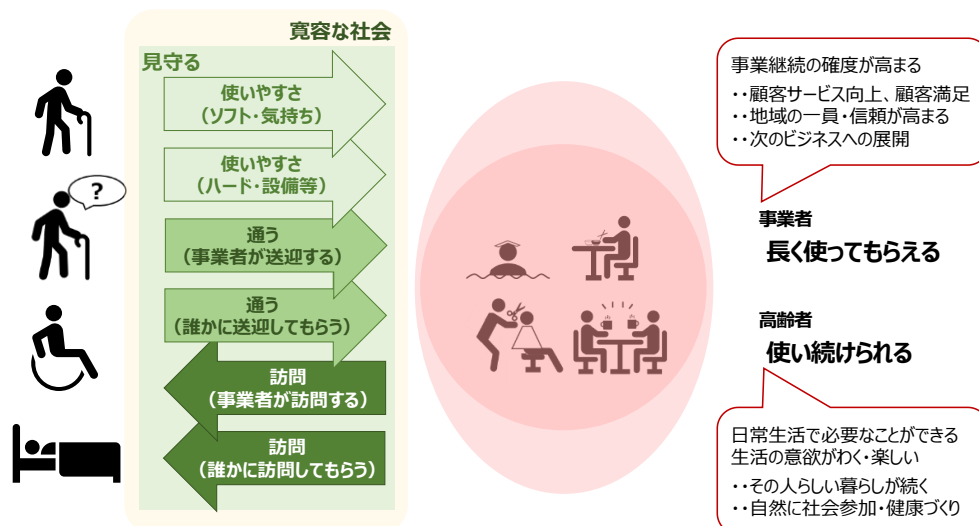 寛容な社会
見守る
使いやすさ
（ソフト・気持ち）
使いやすさ
（ハード・設備等）
通う
（事業者が送迎する）
通う
（誰かに送迎してもらう）
訪問
（事業者が訪問する）
訪問
（誰かに訪問してもらう）
?
事業継続の確度が高まる
・・顧客サービス向上、顧客満足
・・地域の一員・信頼が高まる
・・次のビジネスへの展開
事業者
長く使ってもらえる
高齢者
使い続けられる
日常生活で必要なことができる
生活の意欲がわく・楽しい
・・その人らしい暮らしが続く
・・自然に社会参加・健康づくり